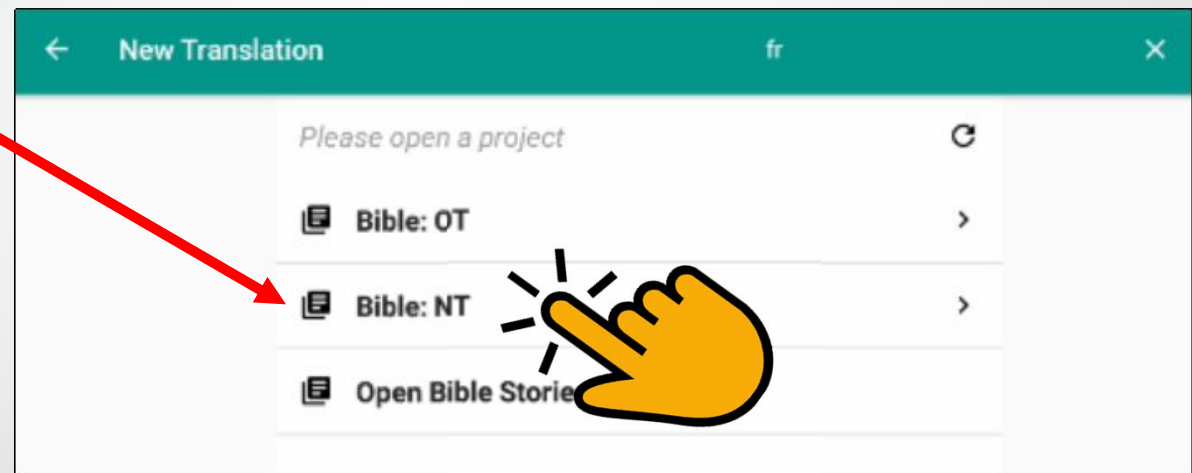 New Translation fr
Please open a project
Bible: OT
Bible: NT
Open Bible Storie